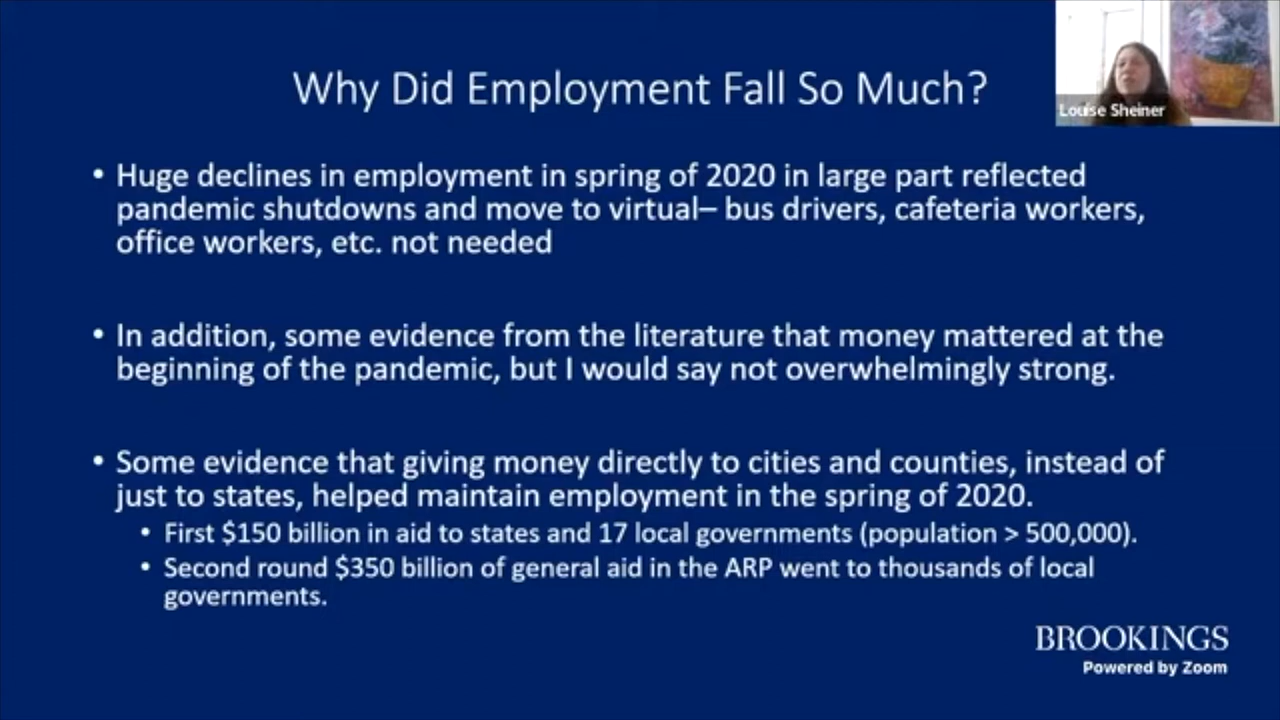 Why Did Employment Fall So Much?
Louise Sheiner
• Huge declines in employment in spring of 2020 in large part reflected
pandemic shutdowns and move to virtual– bus drivers, cafeteria workers,
office workers, etc. not needed
• In addition, some evidence from the literature that money mattered at the
beginning of the pandemic, but I would say not overwhelmingly strong.
• Some evidence that giving money directly to cities and counties, instead of
just to states, helped maintain employment in the spring of 2020.
• First $150 billion in aid to states and 17 local governments (population > 500,000).
• Second round $350 billion of general aid in the ARP went to thousands of local
governments.
BROOKINGS
Powered by Zoom